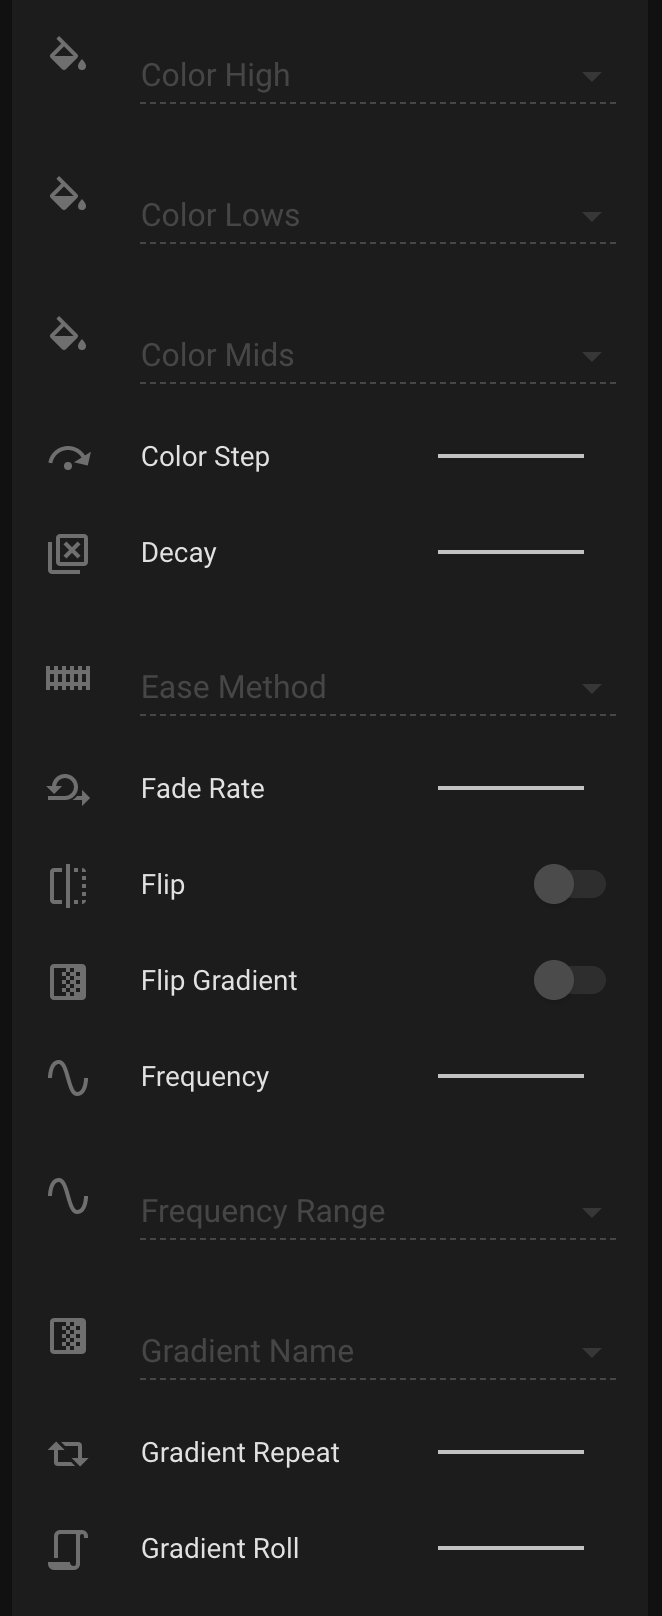 Color High
Color Lows
Color Mids
Color Step
Decay
Ease Method
Fade Rate
Flip
Flip Gradient
Frequency
Frequency Range
Gradient Name
Gradient Repeat
Gradient Roll